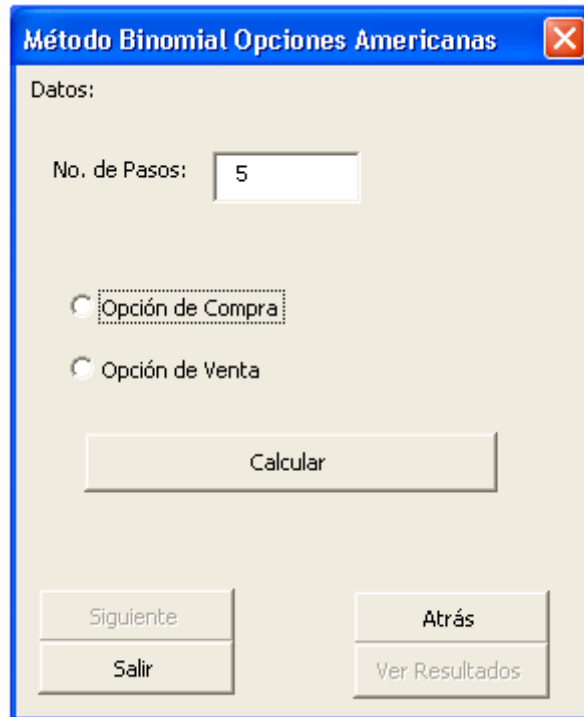 Método Binomial Opciones Americanas
Datos:
No. de Pasos: 5
Opción de Compra
Opción de Venta
Calcular
Siguiente Atrás
Salir Ver Resultados